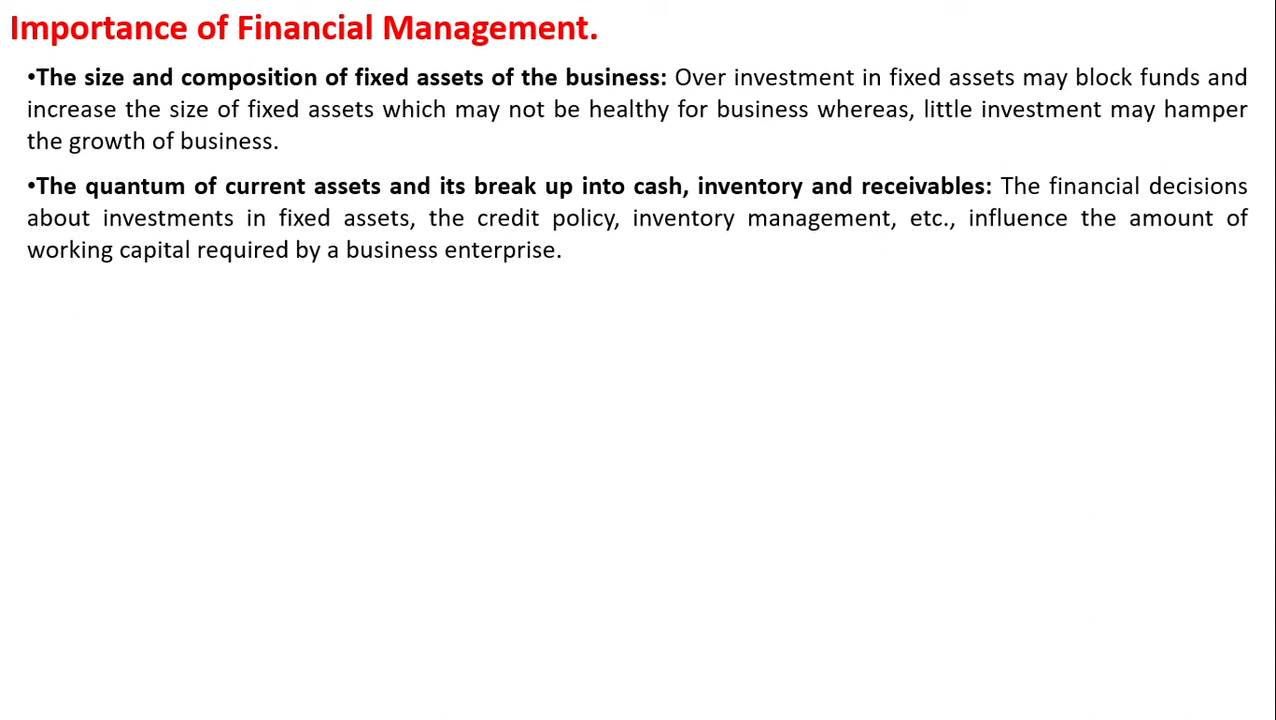 Importance of Financial Management.
•The size and composition of fixed assets of the business: Over investment in fixed assets may block funds and
increase the size of fixed assets which may not be healthy for business whereas, little investment may hamper
the growth of business.
•The quantum of current assets and its break up into cash, inventory and receivables: The financial decisions
about investments in fixed assets, the credit policy, inventory management, etc., influence the amount of
working capital required by a business enterprise.